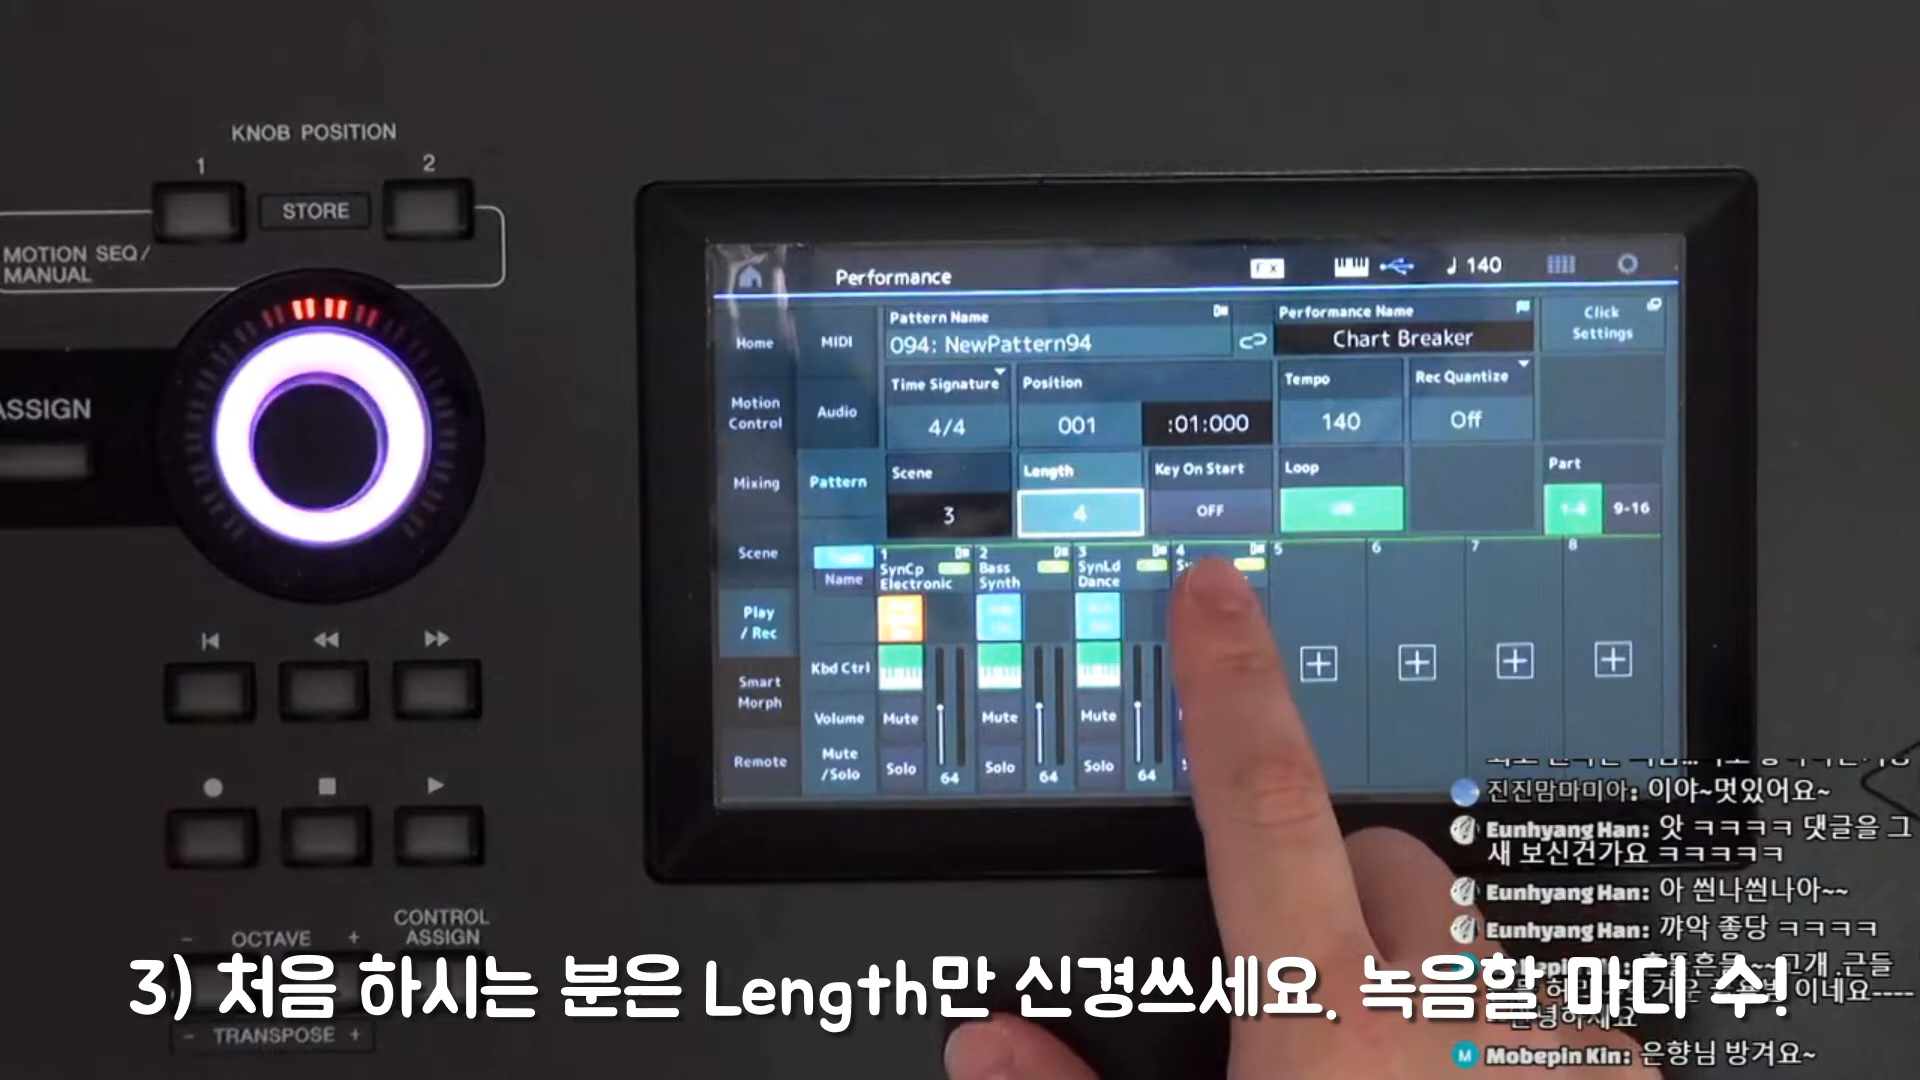 KNOB POSITION
1
2
STORE
MOTION SEQ/
MANUAL
ASSIGN
Performance
FX
140
Home
MIDI
Pattern Name
094: NewPattern94
Performance Name
Chart Breaker
Click
Settings
Motion
Control
Audio
Time Signature
4/4
Position
001
:01:000
Tempo
140
Rec Quantize
Off
Mixing
Pattern
Scene
3
Length
4
Key On Start
OFF
Loop
Part
9-16
Scene
Name
1
SynCp
Electronic
2
Bass
Synth
3
SynLd
Dance
4
5
6
7
8
Play
/ Rec
Kbd Ctrl
Smart
Morph
Volume
Mute
Mute
Mute
Remote
Mute
/Solo
Solo
64
Solo
64
Solo
64
진진맘마미아: 이야~멋있어요~
Eunhyang Han: 앗 ㅋㅋㅋㅋ 댓글을 그
새 보신건가요 ㅋㅋㅋㅋㅋ
Eunhyang Han: 아 씐나씐나아~~
Eunhyang Han: 꺄악 좋당 ㅋㅋㅋㅋ
- OCTAVE +
CONTROL
ASSIGN
3) 처음 하시는 분은 Length만 신경쓰세요. 녹음할 마디 수!
- TRANSPOSE +
M Mobepin Kin: 은향님 방겨요~